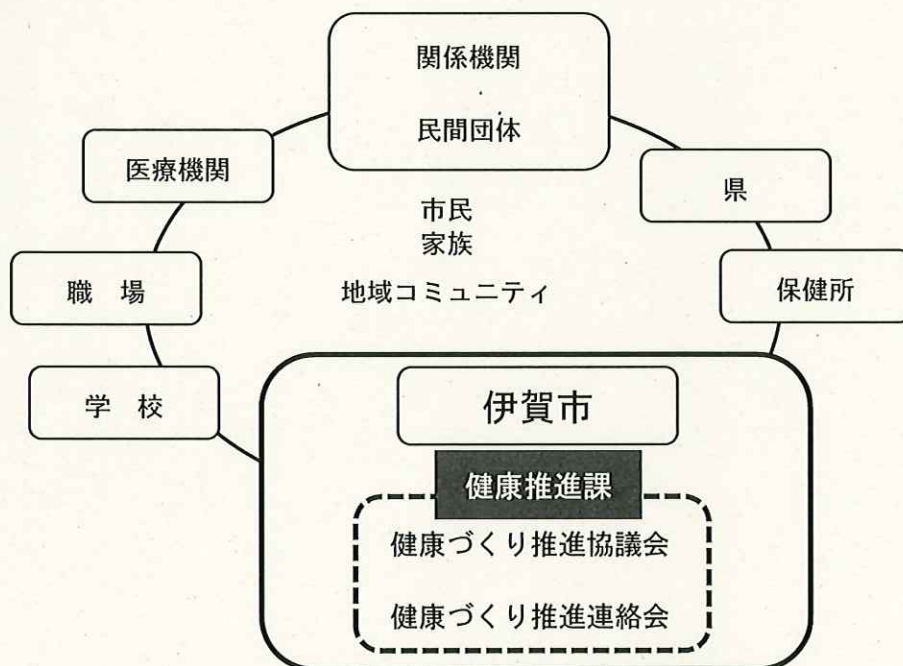 関係機関
民間団体
医療機関
県
市民
家族
職　場
地域コミュニティ
保健所
学　校
伊賀市
健康推進課
健康づくり推進協議会
健康づくり推進連絡会